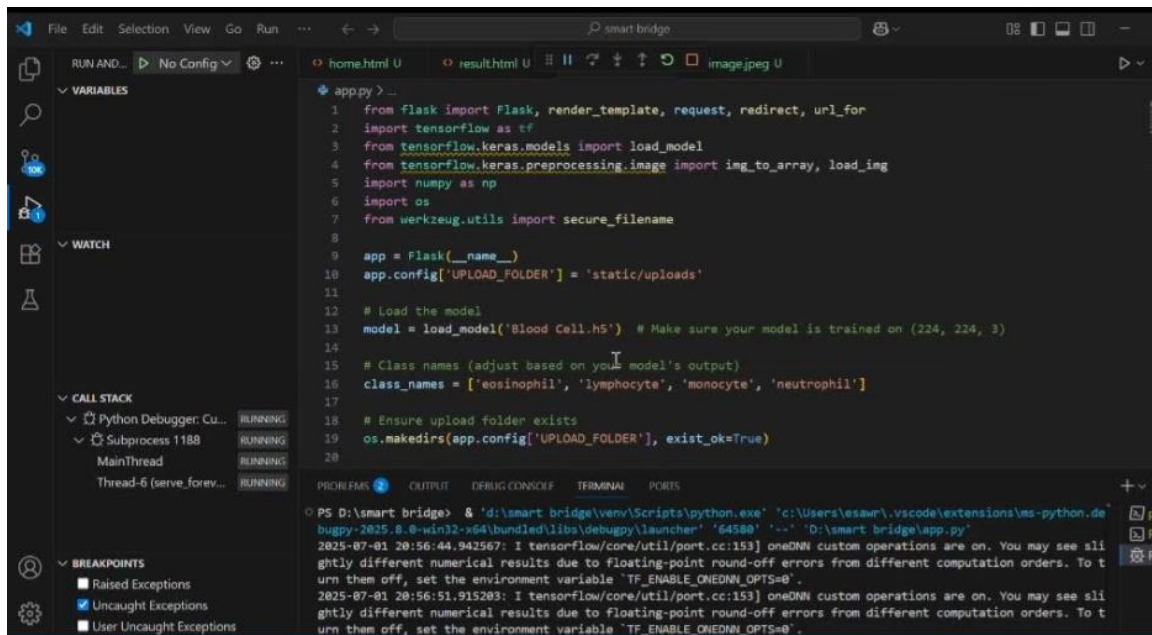 File Edit Selection View Go Run ··· smart bridge
RUN AND... No Config ···
home.html U result.html U image.jpeg U
VARIABLES
WATCH
CALL STACK
Python Debugger: Cu... RUNNING
Subprocess 1188 RUNNING
MainThread RUNNING
Thread-6 (serve_forev... RUNNING
BREAKPOINTS
Raised Exceptions
Uncaught Exceptions
User Uncaught Exceptions
10K
1
app.py > ...
1 from flask import Flask, render_template, request, redirect, url_for
2 import tensorflow as tf
3 from tensorflow.keras.models import load_model
4 from tensorflow.keras.preprocessing.image import img_to_array, load_img
5 import numpy as np
6 import os
7 from werkzeug.utils import secure_filename
8
9 app = Flask(__name__)
10 app.config['UPLOAD_FOLDER'] = 'static/uploads'
11
12 # Load the model
13 model = load_model('Blood Cell.h5') # Make sure your model is trained on (224, 224, 3)
14
15 # Class names (adjust based on your model's output)
16 class_names = ['eosinophil', 'lymphocyte', 'monocyte', 'neutrophil']
17
18 # Ensure upload folder exists
19 os.makedirs(app.config['UPLOAD_FOLDER'], exist_ok=True)
20
PROBLEMS 2 OUTPUT DEBUG CONSOLE TERMINAL PORTS
PS D:\smart bridge> & 'd:\smart bridge\venv\Scripts\python.exe' 'c:\Users\esawr\.vscode\extensions\ms-python.de
bugpy-2025.8.0-win32-x64\bundled\libs\debugpy\launcher' '64580' '--' 'D:\smart bridge\app.py'
2025-07-01 20:56:44.942567: I tensorflow/core/util/port.cc:153] oneDNN custom operations are on. You may see sli
ghtly different numerical results due to floating-point round-off errors from different computation orders. To t
urn them off, set the environment variable `TF_ENABLE_ONEDNN_OPTS=0`.
2025-07-01 20:56:51.915203: I tensorflow/core/util/port.cc:153] oneDNN custom operations are on. You may see sli
ghtly different numerical results due to floating-point round-off errors from different computation orders. To t
urn them off, set the environment variable `TF_ENABLE_ONEDNN_OPTS=0`.